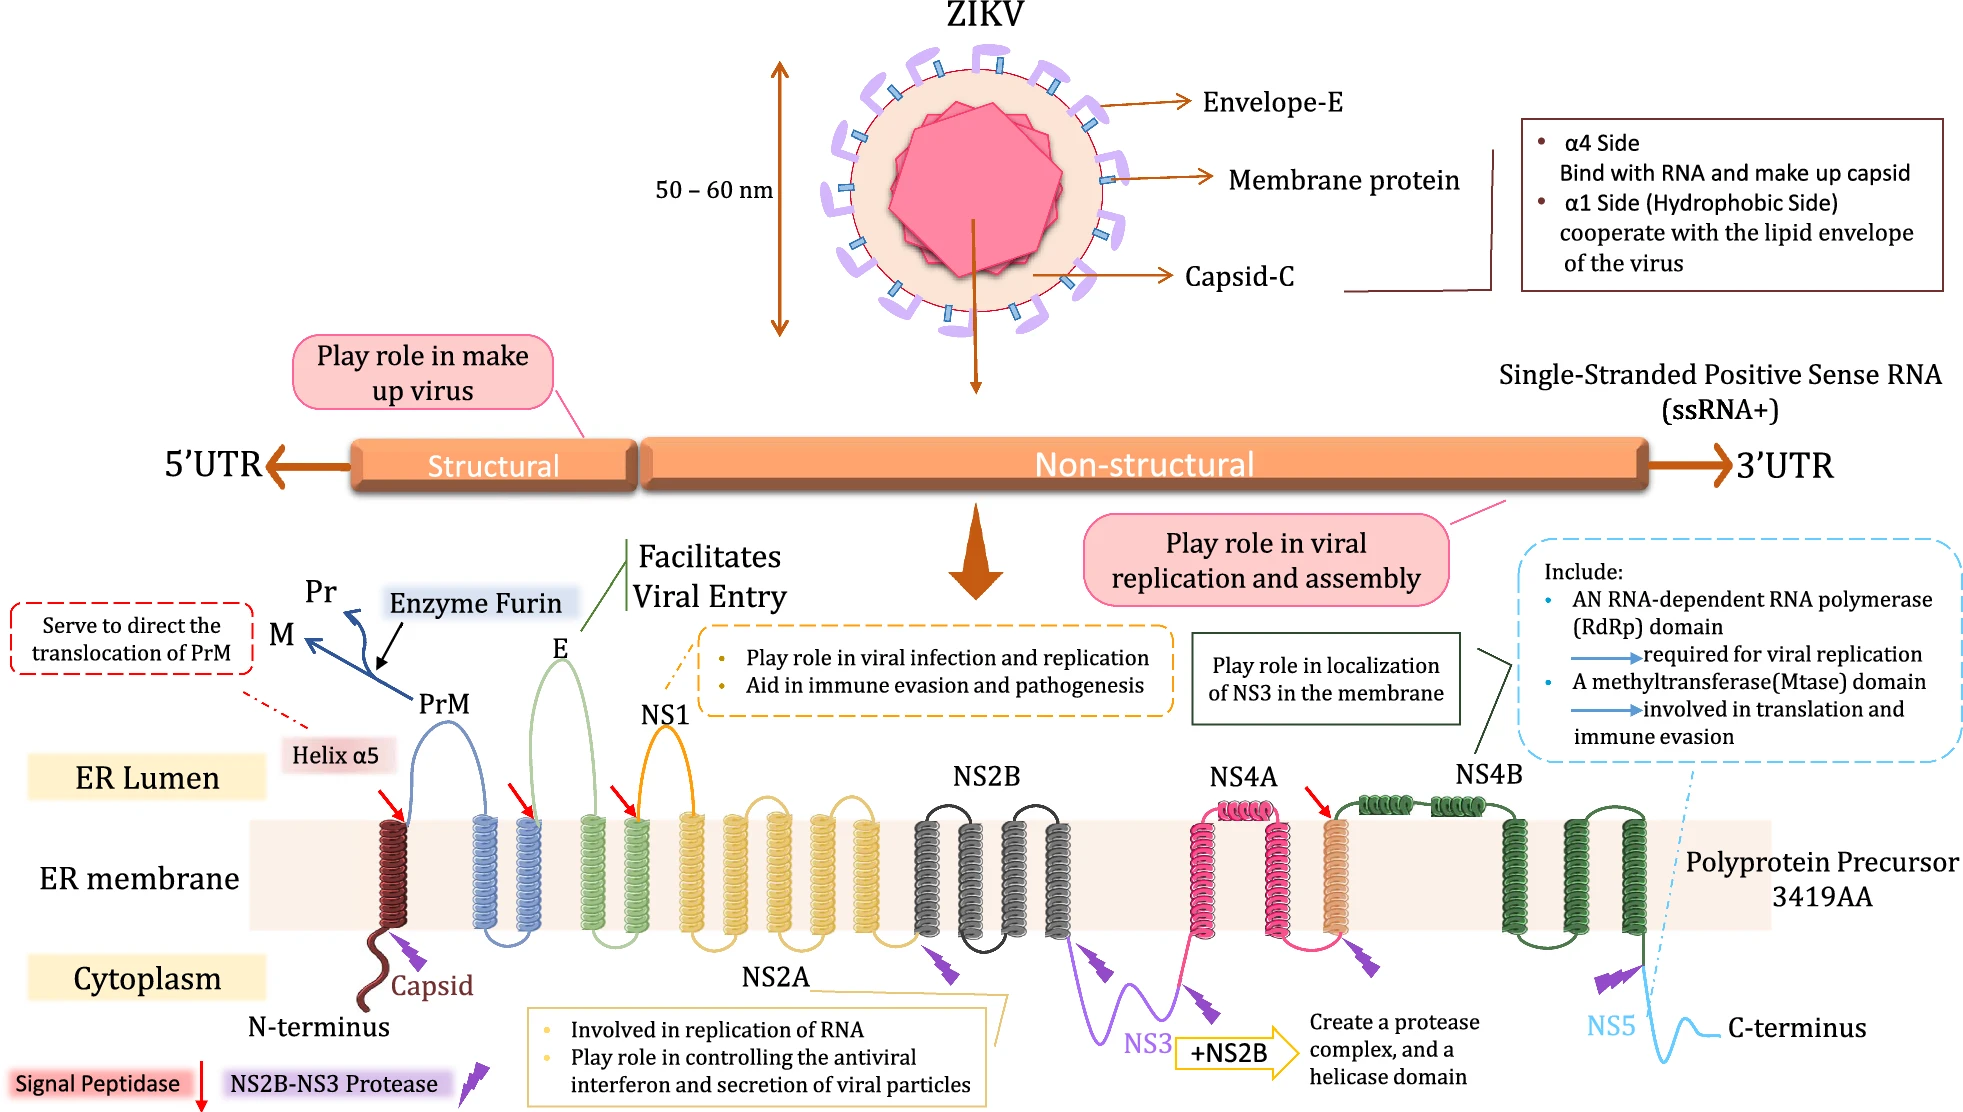 ZIKV
Envelope-E
50 – 60 nm
Membrane protein
Capsid-C
• α4 Side
Bind with RNA and make up capsid
• α1 Side (Hydrophobic Side)
cooperate with the lipid envelope
of the virus
Play role in make
up virus
Single-Stranded Positive Sense RNA
(ssRNA+)
5’UTR
Structural
Non-structural
3’UTR
Play role in viral
replication and assembly
Facilitates
Viral Entry
Pr
M
Enzyme Furin
PrM
Serve to direct the
translocation of PrM
Helix α5
E
NS1
• Play role in viral infection and replication
• Aid in immune evasion and pathogenesis
Play role in localization
of NS3 in the membrane
Include:
• AN RNA-dependent RNA polymerase
(RdRp) domain
required for viral replication
• A methyltransferase(Mtase) domain
involved in translation and
immune evasion
ER Lumen
NS2B
NS4A
NS4B
ER membrane
Polyprotein Precursor
3419AA
Cytoplasm
Capsid
N-terminus
NS2A
• Involved in replication of RNA
• Play role in controlling the antiviral
interferon and secretion of viral particles
NS3
+NS2B
Create a protease
complex, and a
helicase domain
NS5
C-terminus
Signal Peptidase
NS2B-NS3 Protease